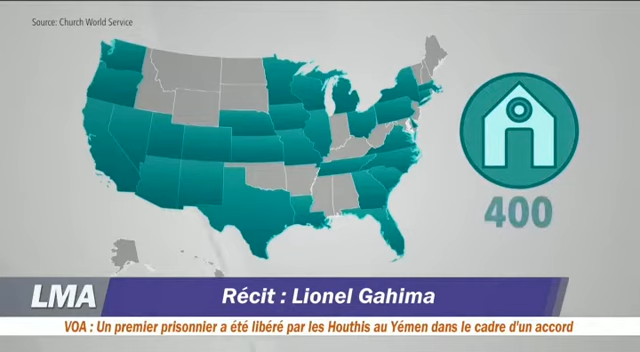 Source: Church World Service
400
LMA
Récit : Lionel Gahima
VOA : Un premier prisonnier a été libéré par les Houthis au Yémen dans le cadre d'un accord